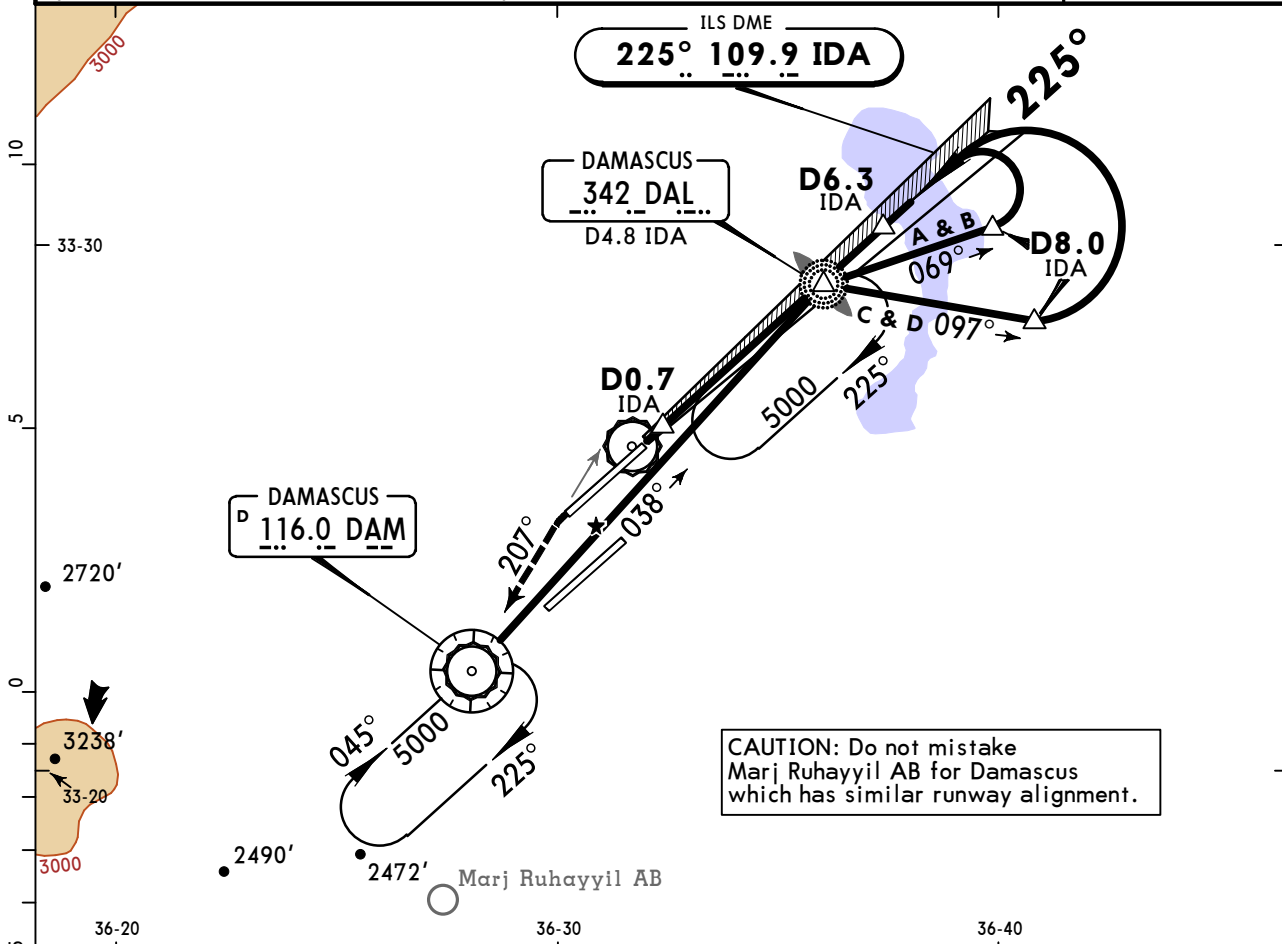 3000
ILS DME
225° 109.9 IDA
225°
10
DAMASCUS
342 DAL
D4.8 IDA
D6.3
IDA
33-30
A & B
069°
D8.0
IDA
C & D 097°
D0.7
IDA
5000
225°
5
DAMASCUS
D 116.0 DAM
038°
207°
2720'
0
045°
5000
225°
3238'
33-20
CAUTION: Do not mistake
Marj Ruhayyil AB for Damascus
which has similar runway alignment.
3000
2490'
2472'
Marj Ruhayyil AB
36-20
36-30
36-40